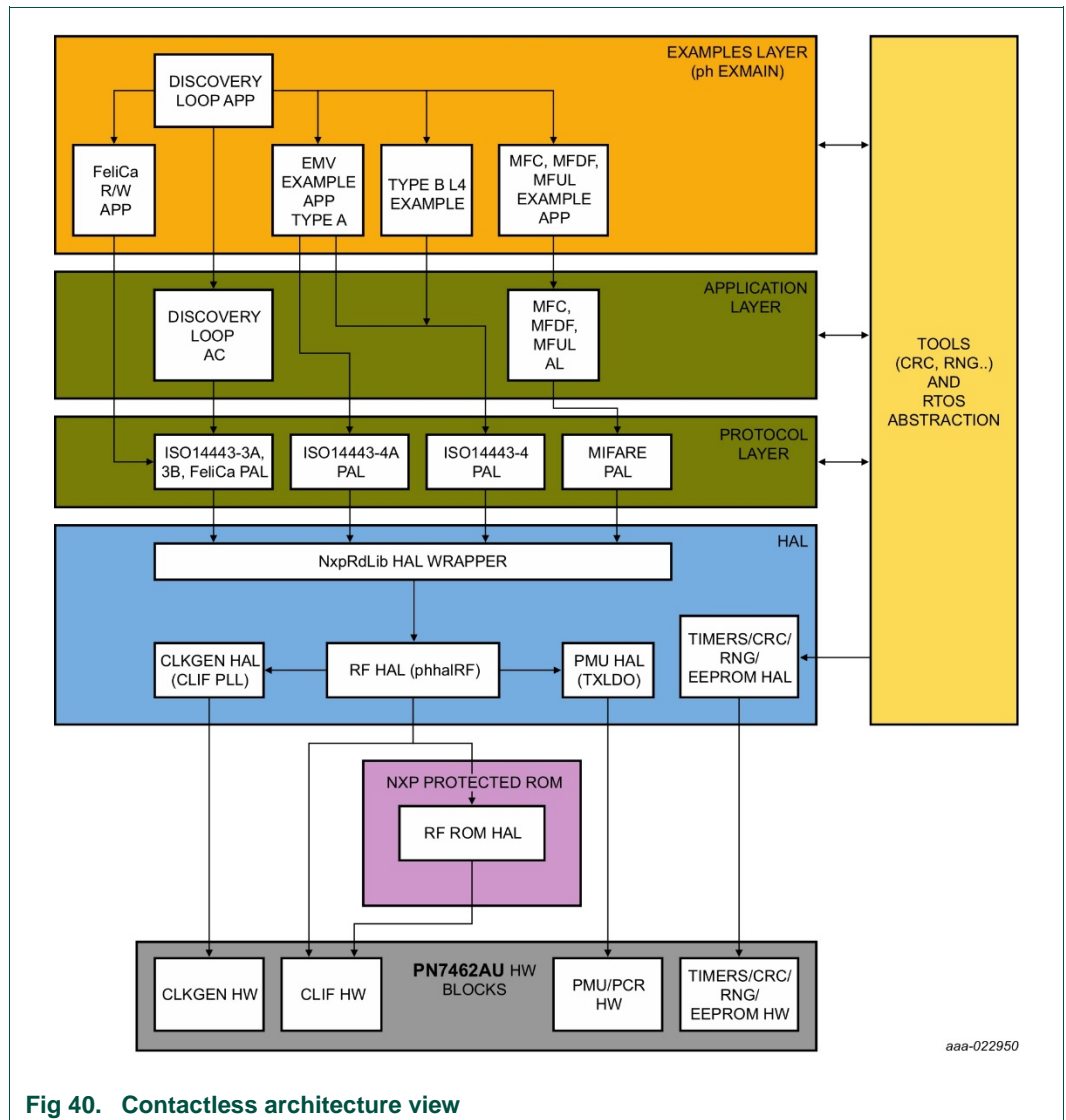 EXAMPLES LAYER
(ph EXMAIN)
DISCOVERY
LOOP APP
FeliCa
R/W
APP
EMV
EXAMPLE
APP
TYPE A
TYPE B L4
EXAMPLE
MFC, MFDF,
MFUL
EXAMPLE
APP
APPLICATION
LAYER
DISCOVERY
LOOP
AC
MFC,
MFDF,
MFUL
AL
TOOLS
(CRC, RNG..)
AND
RTOS
ABSTRACTION
PROTOCOL
LAYER
ISO14443-3A,
3B, FeliCa PAL
ISO14443-4A
PAL
ISO14443-4
PAL
MIFARE
PAL
HAL
NxpRdLib HAL WRAPPER
CLKGEN HAL
(CLIF PLL)
RF HAL (phhalRF)
PMU HAL
(TXLDO)
TIMERS/CRC/
RNG/
EEPROM HAL
NXP PROTECTED ROM
RF ROM HAL
PN7462AU HW
BLOCKS
CLKGEN HW
CLIF HW
PMU/PCR
HW
TIMERS/CRC/
RNG/
EEPROM HW
aaa-022950
Fig 40. Contactless architecture view